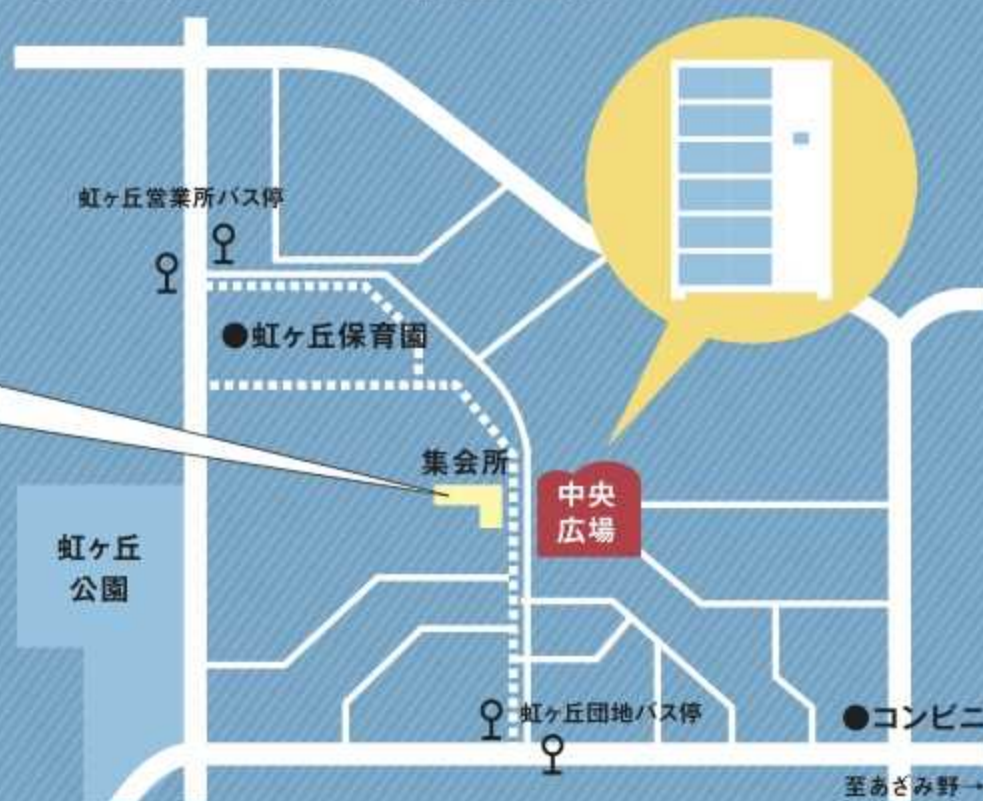 虹ヶ丘営業所バス停
●虹ヶ丘保育園
集会所
中央
広場
虹ヶ丘
公園
虹ヶ丘団地バス停
●コンビニ
至あざみ野→